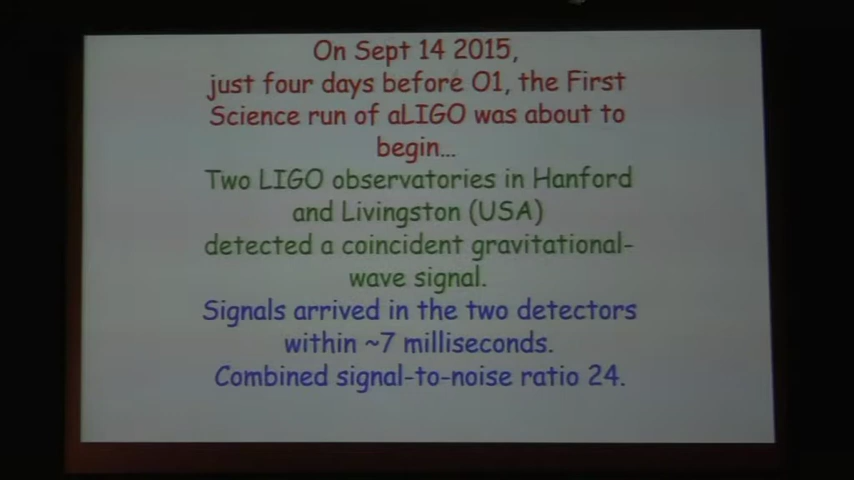 On Sept 14 2015,
just four days before O1, the First
Science run of aLIGO was about to
begin...
Two LIGO observatories in Hanford
and Livingston (USA)
detected a coincident gravitational-
wave signal.
Signals arrived in the two detectors
within ~7 milliseconds.
Combined signal-to-noise ratio 24.